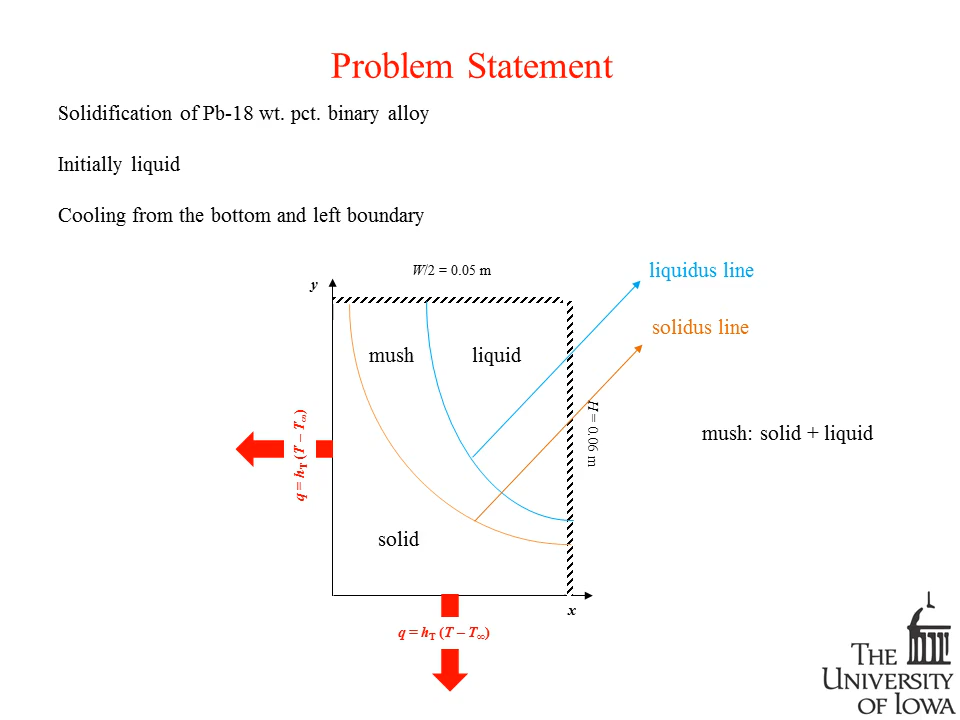 Problem Statement
Solidification of Pb-18 wt. pct. binary alloy
Initially liquid
Cooling from the bottom and left boundary
W/2 = 0.05 m
y
liquidus line
solidus line
mush
liquid
H = 0.06 m
mush: solid + liquid
q = hT (T – T∞)
solid
x
q = hT (T – T∞)
THE
UNIVERSITY
OF IOWA